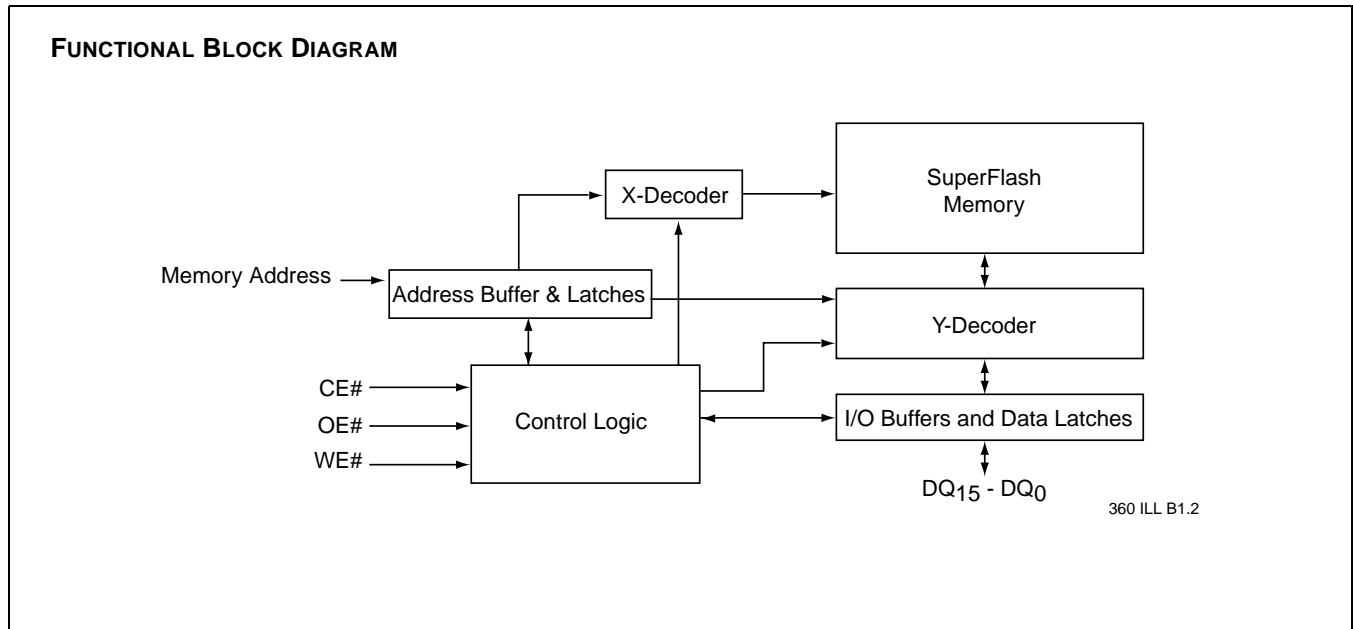 FUNCTIONAL BLOCK DIAGRAM
SuperFlash
Memory
X-Decoder
Memory Address
Address Buffer & Latches
Y-Decoder
CE#
OE#
WE#
Control Logic
I/O Buffers and Data Latches
DQ15 - DQ0
360 ILL B1.2